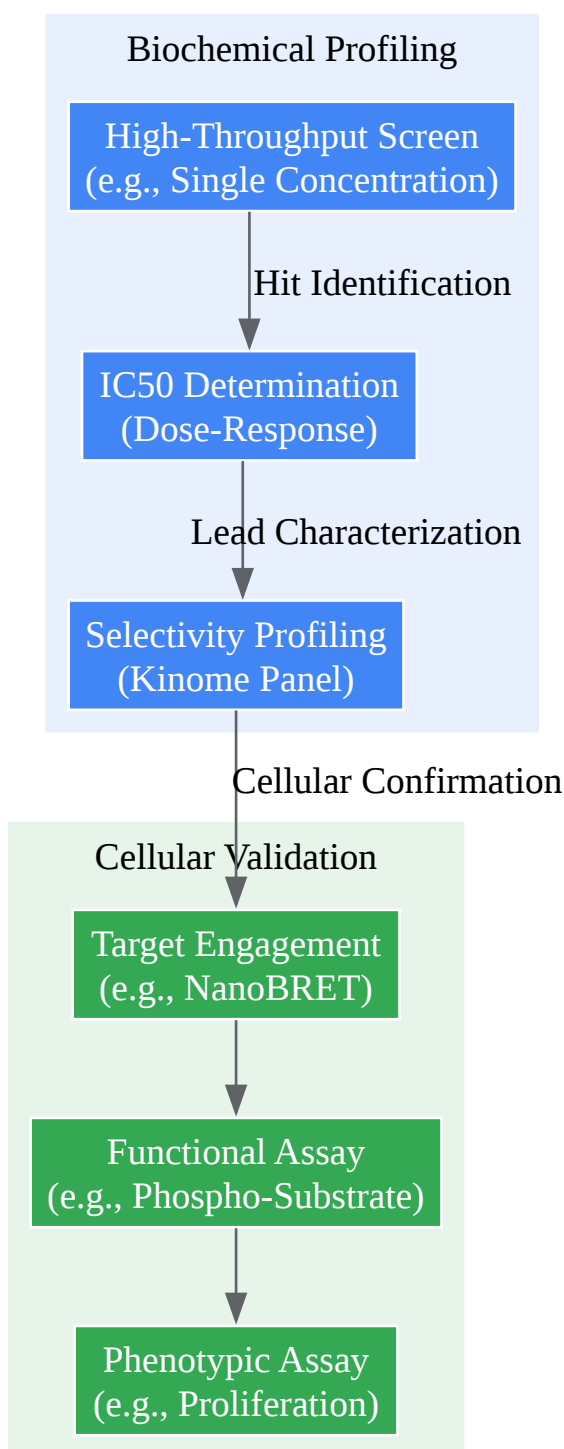 Biochemical Profiling
High-Throughput Screen
(e.g., Single Concentration)
Hit Identification
IC50 Determination
(Dose-Response)
Lead Characterization
Selectivity Profiling
(Kinome Panel)
Cellular Confirmation
Cellular Validation
Target Engagement
(e.g., NanoBRET)
Functional Assay
(e.g., Phospho-Substrate)
Phenotypic Assay
(e.g., Proliferation)